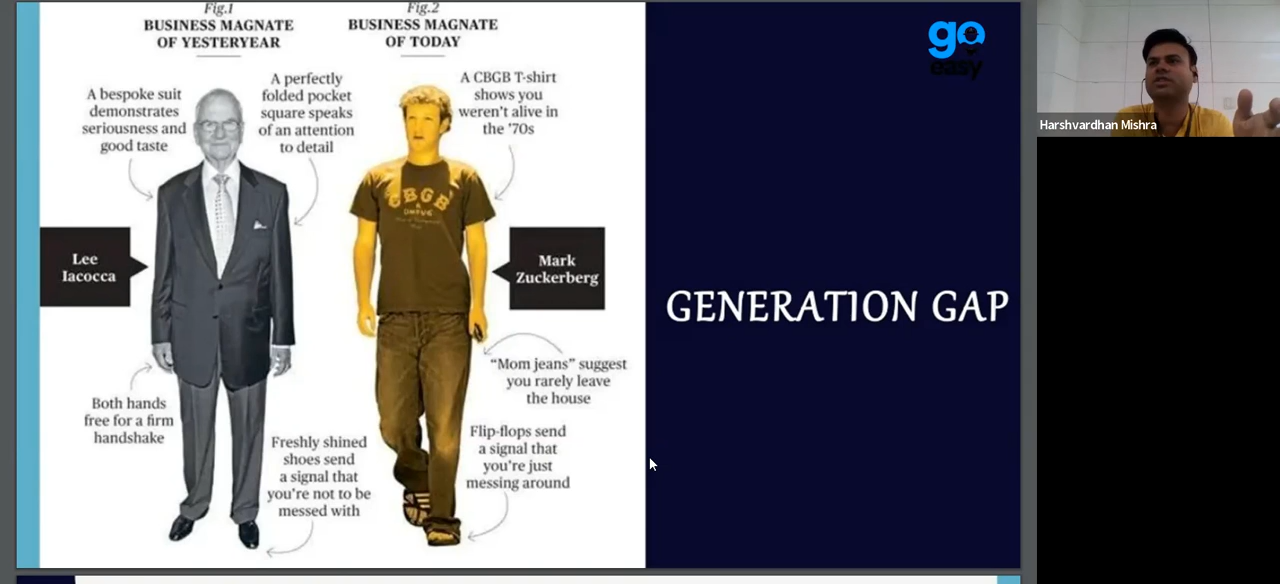 Fig.1
BUSINESS MAGNATE
OF YESTERYEAR
Fig.2
BUSINESS MAGNATE
OF TODAY
A bespoke suit
demonstrates
seriousness and
good taste
A perfectly
folded pocket
square speaks
of an attention
to detail
A CBGB T-shirt
shows you
weren't alive in
the '70s
CBGB
Lee
Iacocca
Mark
Zuckerberg
"Mom jeans" suggest
you rarely leave
the house
Both hands
free for a firm
handshake
Freshly shined
shoes send
a signal that
you're not to be
messed with
Flip-flops send
a signal that
you're just
messing around
go
easy
GENERATION GAP
Harshvardhan Mishra